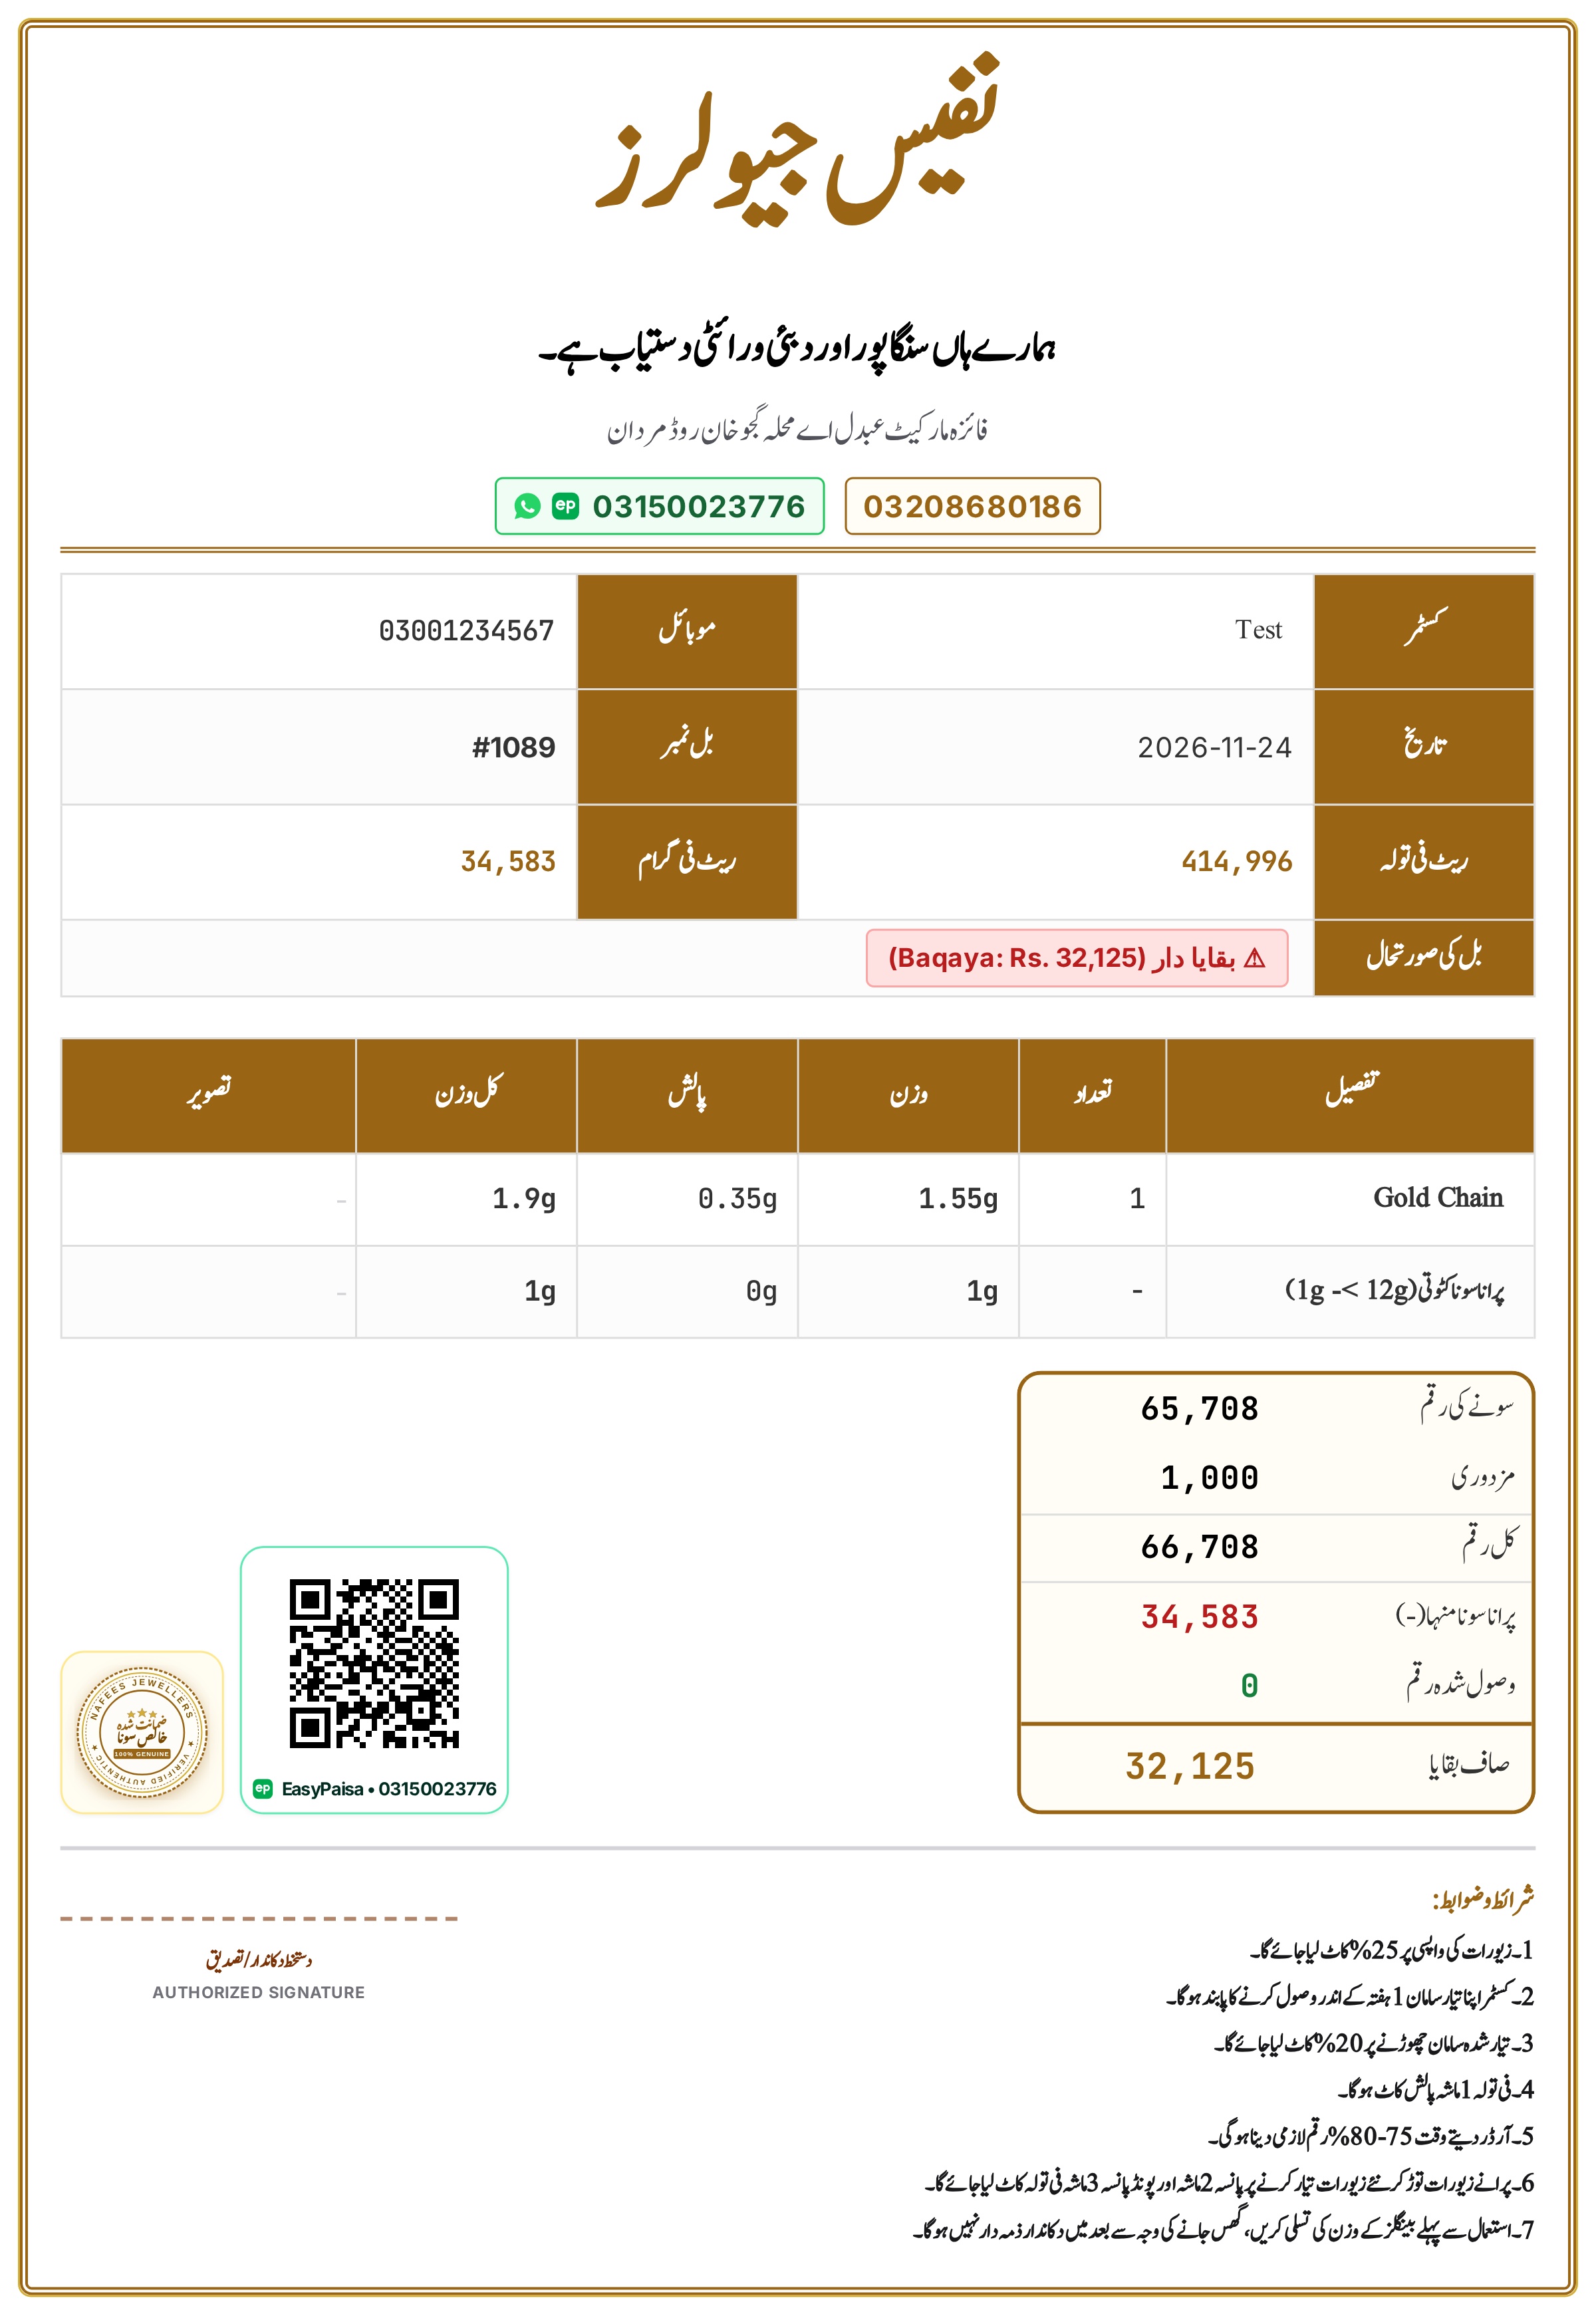 نفیس جیولرز
ہمارے ہاں سنگاپور اور دبئی ورائٹی دستیاب ہے۔
فائزہ مارکیٹ عبدل اے محلہ گجو خان روڈ مردان
03208680186
ep 03150023776
کسٹمر Test موبائل 03001234567
تاریخ 2026-11-24 بل نمبر #1089
ریٹ فی تولہ 414,996 ریٹ فی گرام 34,583
بل کی صورتحال ⚠ بقایا دار (Baqaya: Rs. 32,125)
تفصیل تعداد وزن پالش کل وزن تصویر
Gold Chain 1 1.55g 0.35g 1.9g -
پرانا سونا کٹوتی (1g -< 12g) - 1g 0g 1g -
سونے کی رقم 65,708
مزدوری 1,000
کل رقم 66,708
پرانا سونا منہا (-) 34,583
وصول شدہ رقم 0
صاف بقایا 32,125
ep EasyPaisa • 03150023776
NAFEES JEWELLERS
ضمانت شدہ
خالص سونا
100% GENUINE
★ VERIFIED AUTHENTIC ★
شرائط و ضوابط:
1۔ زیورات کی واپسی پر 25% کاٹ لیا جائے گا۔
2۔ کسٹمر اپنا تیار سامان 1 ہفتہ کے اندر وصول کرنے کا پابند ہوگا۔
3۔ تیار شدہ سامان چھوڑنے پر 20% کاٹ لیا جائے گا۔
4۔ فی تولہ 1 ماشہ پالش کاٹ ہوگا۔
5۔ آرڈر دیتے وقت 75-80% رقم لازمی دینا ہوگی۔
6۔ پرانے زیورات توڑ کر نئے زیورات تیار کرنے پر پانسہ 2 ماشہ اور پونڈ پانسہ 3 ماشہ فی تولہ کاٹ لیا جائے گا۔
7۔ استعمال سے پہلے بینگلز کے وزن کی تسلی کریں، گھس جانے کی وجہ سے بعد میں دکاندار ذمہ دار نہیں ہوگا۔
دستخط دکاندار / تصدیق
AUTHORIZED SIGNATURE